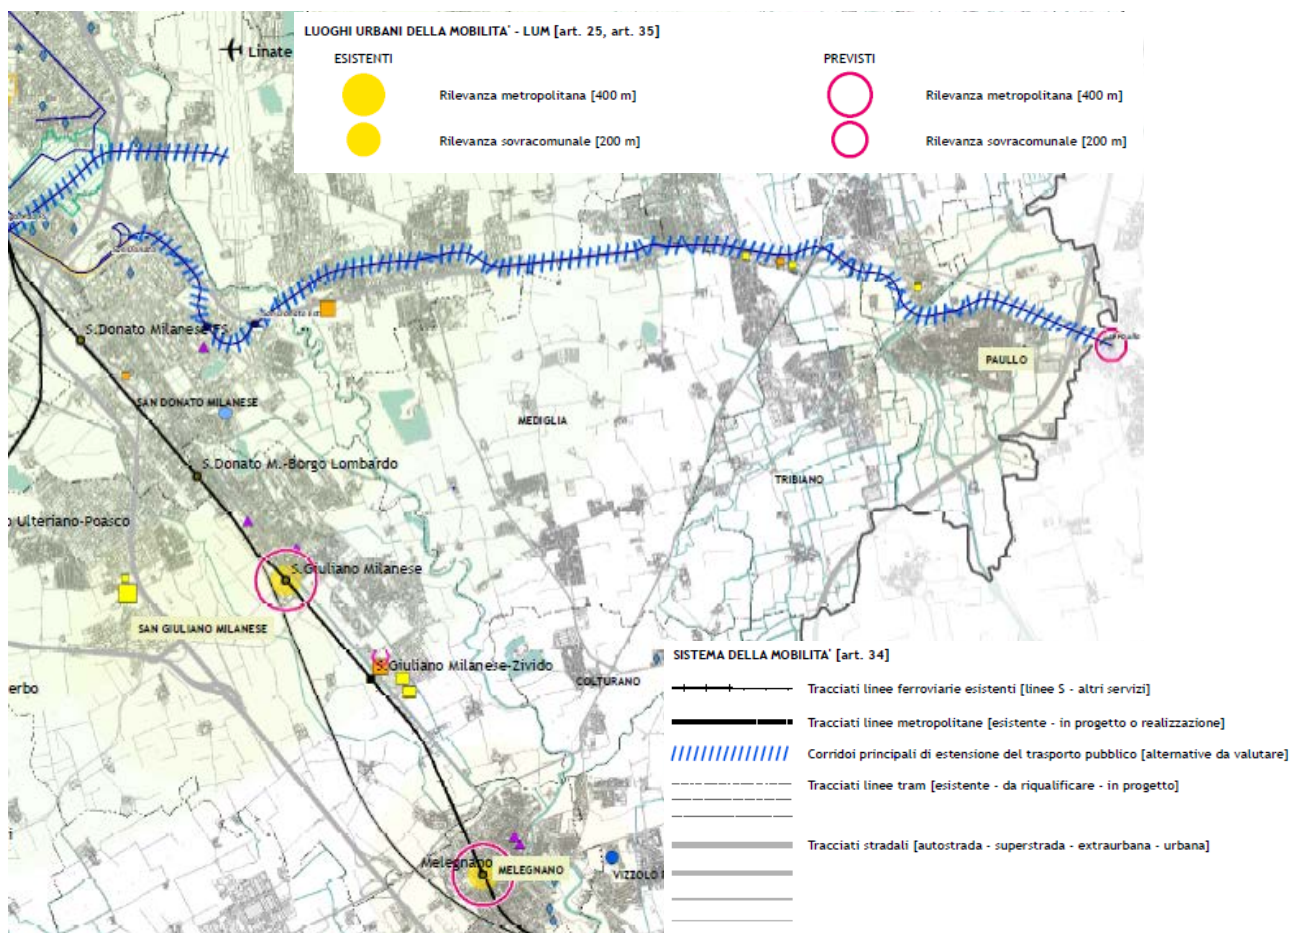 LUOGHI URBANI DELLA MOBILITA' - LUM [art. 25, art. 35]
ESISTENTI
PREVISTI
Rilevanza metropolitana [400 m]
Rilevanza metropolitana [400 m]
Rilevanza sovracomunale [200 m]
Rilevanza sovracomunale [200 m]
Linate
S.Donato Milanese FS
SAN DONATO MILANESE
PAULLO
MEDIGLIA
S.Donato M.-Borgo Lombardo
TRIBIANO
o Ulteriano-Poasco
S.Giuliano Milanese
SAN GIULIANO MILANESE
S.Giuliano Milanese-Zivido
COLTURANO
erbo
Melegnano
MELEGNANO
VIZZOLO
SISTEMA DELLA MOBILITA' [art. 34]
Tracciati linee ferroviarie esistenti [linee S - altri servizi]
Tracciati linee metropolitane [esistente - in progetto o realizzazione]
Corridoi principali di estensione del trasporto pubblico [alternative da valutare]
Tracciati linee tram [esistente - da riqualificare - in progetto]
Tracciati stradali [autostrada - superstrada - extraurbana - urbana]